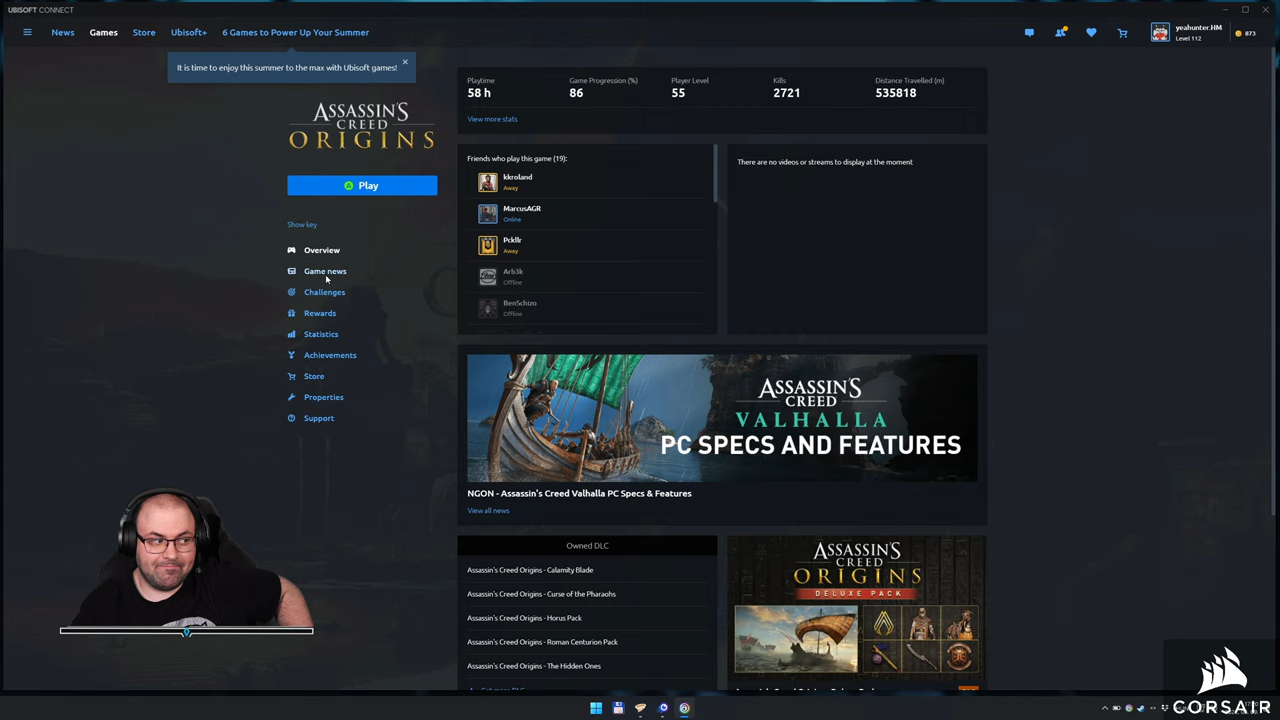 UBISOFT CONNECT
News
Games
Store
Ubisoft+
6 Games to Power Up Your Summer
yeahunter.HM
Level 112
873
It is time to enjoy this summer to the max with Ubisoft games!
ASSASSIN'S
CREED
ORIGINS
Play
Show key
Overview
Game news
Challenges
Rewards
Statistics
Achievements
Store
Properties
Support
Playtime
58 h
Game Progression (%)
86
Player Level
55
Kills
2721
Distance Travelled (m)
535818
View more stats
Friends who play this game (19):
kkroland
Away
MarcusAGR
Online
Pckllr
Away
Arb3k
Offline
BenSchizo
Offline
There are no videos or streams to display at the moment
ASSASSIN'S
CREED
VALHALLA
PC SPECS AND FEATURES
NGON - Assassin's Creed Valhalla PC Specs & Features
View all news
Owned DLC
Assassin's Creed Origins - Calamity Blade
Assassin's Creed Origins - Curse of the Pharaohs
Assassin's Creed Origins - Horus Pack
Assassin's Creed Origins - Roman Centurion Pack
Assassin's Creed Origins - The Hidden Ones
ASSASSIN'S
CREED
ORIGINS
DELUXE PACK
CORSAIR